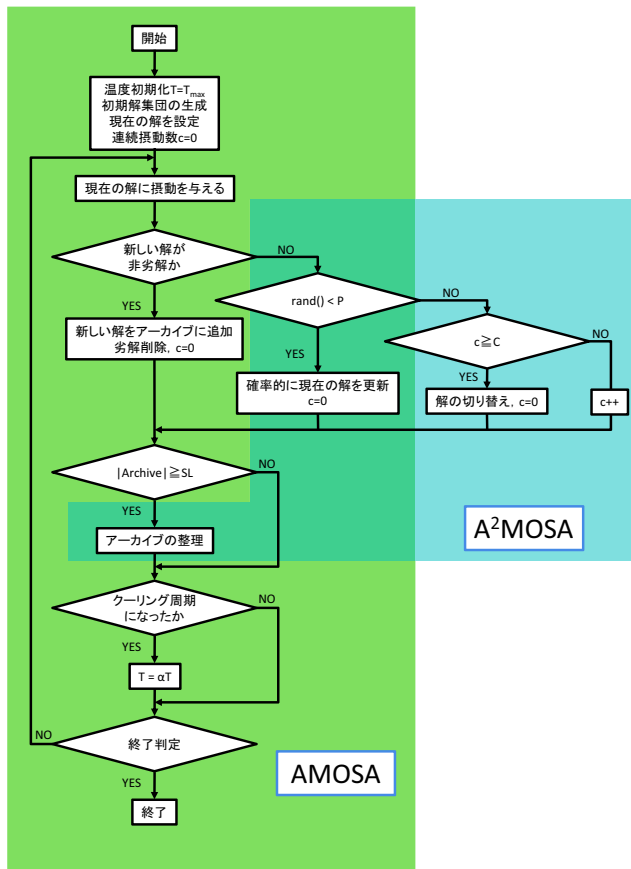 開始
温度初期化T=Tmax
初期解集団の生成
現在の解を設定
連続摂動数c=0
現在の解に摂動を与える
新しい解が
非劣解か
NO
YES
rand() < P
NO
YES
c≧C
NO
YES
新しい解をアーカイブに追加
劣解削除，c=0
確率的に現在の解を更新
c=0
解の切り替え，c=0
c++
|Archive|≧SL
NO
YES
アーカイブの整理
A²MOSA
クーリング周期
になったか
NO
YES
T = αT
終了判定
NO
YES
AMOSA
終了